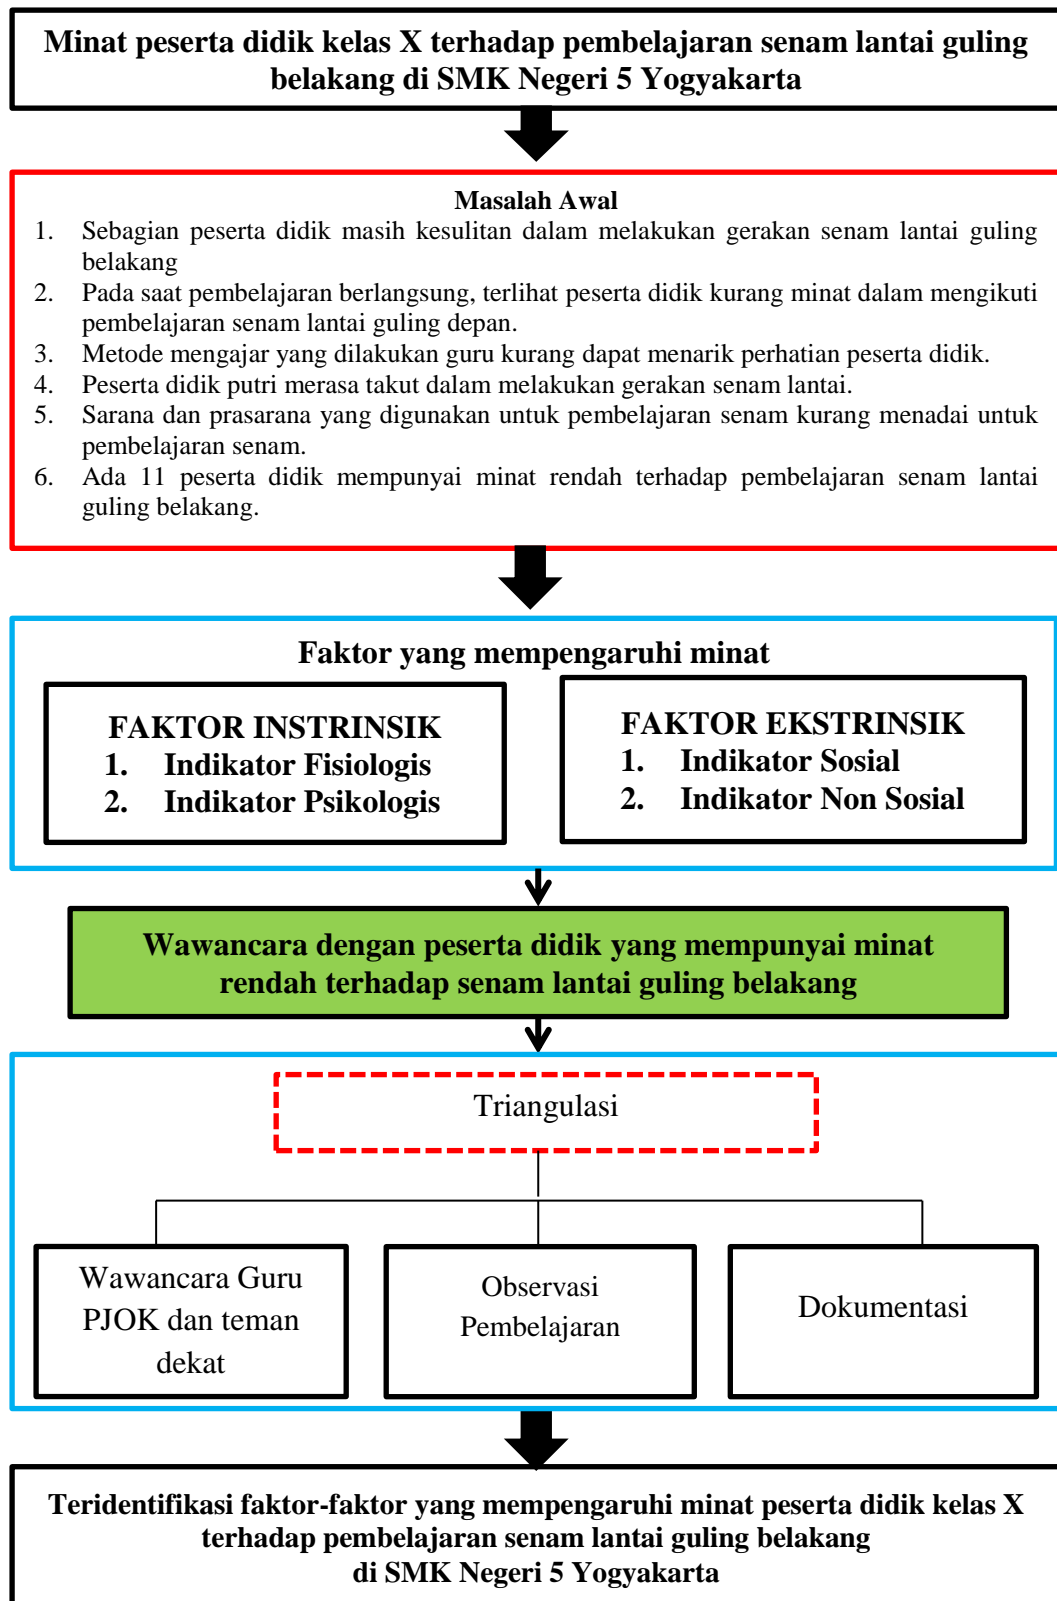 Minat peserta didik kelas X terhadap pembelajaran senam lantai guling
belakang di SMK Negeri 5 Yogyakarta
Masalah Awal
1. Sebagian peserta didik masih kesulitan dalam melakukan gerakan senam lantai guling
belakang
2. Pada saat pembelajaran berlangsung, terlihat peserta didik kurang minat dalam mengikuti
pembelajaran senam lantai guling depan.
3. Metode mengajar yang dilakukan guru kurang dapat menarik perhatian peserta didik.
4. Peserta didik putri merasa takut dalam melakukan gerakan senam lantai.
5. Sarana dan prasarana yang digunakan untuk pembelajaran senam kurang menadai untuk
pembelajaran senam.
6. Ada 11 peserta didik mempunyai minat rendah terhadap pembelajaran senam lantai
guling belakang.
Faktor yang mempengaruhi minat
FAKTOR INSTRINSIK
1. Indikator Fisiologis
2. Indikator Psikologis
FAKTOR EKSTRINSIK
1. Indikator Sosial
2. Indikator Non Sosial
Wawancara dengan peserta didik yang mempunyai minat
rendah terhadap senam lantai guling belakang
Triangulasi
Wawancara Guru
PJOK dan teman
dekat
Observasi
Pembelajaran
Dokumentasi
Teridentifikasi faktor-faktor yang mempengaruhi minat peserta didik kelas X
terhadap pembelajaran senam lantai guling belakang
di SMK Negeri 5 Yogyakarta